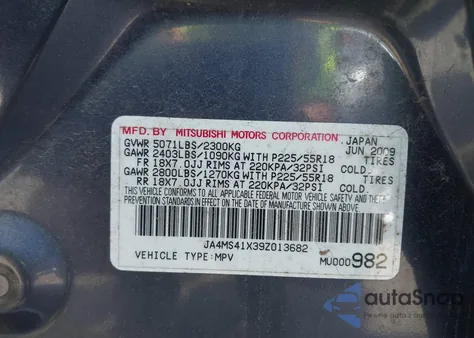 MFD. BY MITSUBISHI MOTORS CORPORATION, JAPAN
GVWR 5071LBS/2300KG JUN 2009
GAWR 2403LBS/1090KG WITH P225/55R18 TIRES
FR 18X7.0JJ RIMS AT 220KPA/32PSI COLD.
GAWR 2800LBS/1270KG WITH P225/55R18 TIRES
RR 18X7.0JJ RIMS AT 220KPA/32PSI COLD.
THIS VEHICLE CONFORMS TO ALL APPLICABLE FEDERAL MOTOR VEHICLE SAFETY, BUMPER AND THEFT PREVENTION STANDARDS IN EFFECT ON
THE DATE OF MANUFACTURE SHOWN ABOVE.
JA4MS41X39Z013682
VEHICLE TYPE: MPV
MU000982
autaSnap